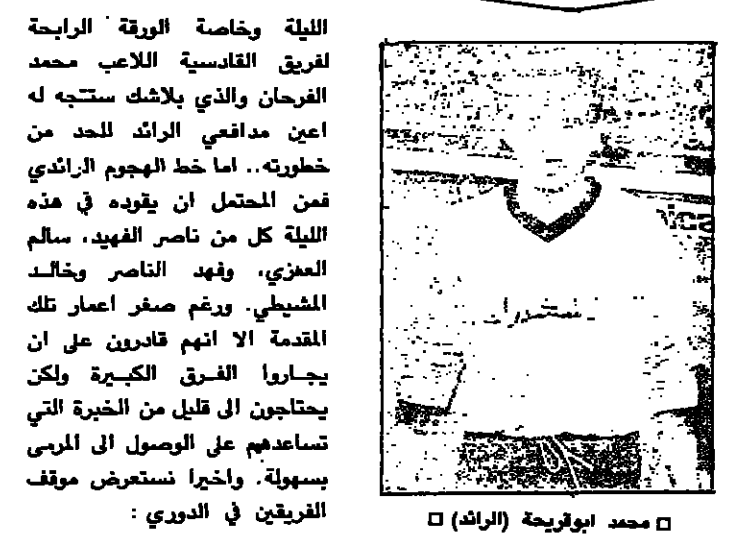 الليلة وخاصة الورقة الرابحة
لفريق القادسية اللاعب محمد
الفرحان والذي بلاشك ستتجه له
اعين مدافعي الرائد للحد من
خطورته.. اما خط الهجوم الرائدي
فمن المحتمل ان يقوده في هذه
الليلة كل من ناصر الفهيد، سالم
العنزي، وفهد الناصر وخالد
المشيطي. ورغم صغر اعمار تلك
المقدمة الا انهم قادرون على ان
يجاروا الفرق الكبيرة ولكن
يحتاجون الى قليل من الخبرة التي
تساعدهم على الوصول الى المرمى
بسهولة. واخيرا نستعرض موقف
الفريقين في الدوري :
□ محمد ابوقريحة (الرائد) □